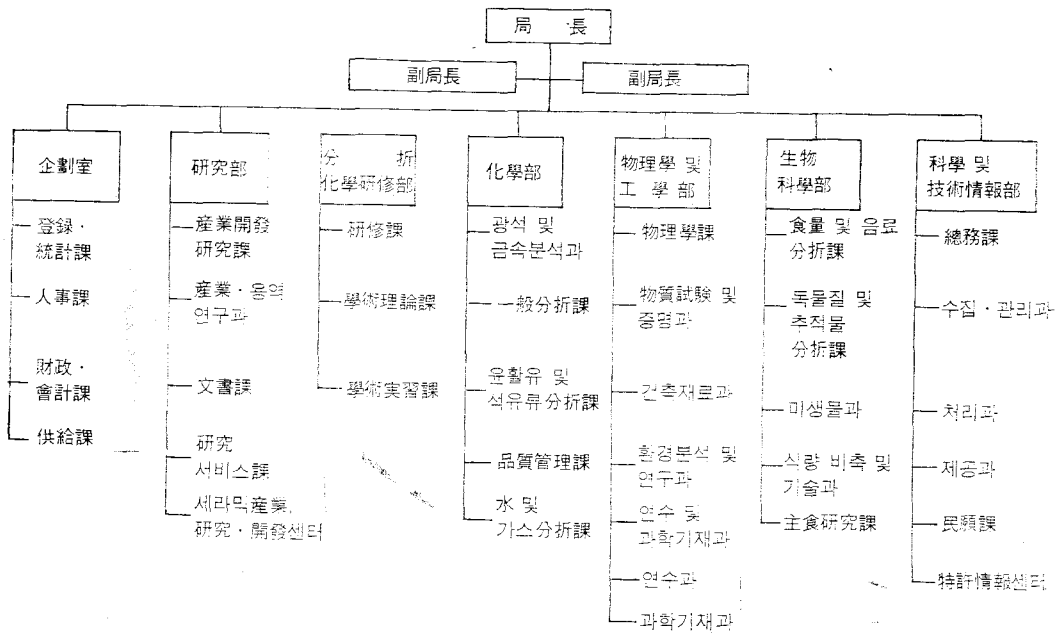 局 長
副局長
副局長
企劃室
登録・
統計課
人事課
財政・
會計課
供給課
研究部
産業開發
研究課
産業・용역
연구과
文書課
研究
서비스課
세라믹産業,
研究・開發센터
分 折
化學研修部
研修課
學術理論課
學術実習課
化學部
광석 및
금속분석과
一般分折課
윤활유 및
석유류分折課
品質管理課
水 및
가스分折課
物理學 및
工 學部
物理學課
物質試驗 및
증명과
건축재료과
환경분석 및
연구과
연수 및
과학기재과
연수과
과학기재과
生物
科學部
食量 및 음료
分折課
독물질 및
추적물
分折課
미생물과
식량 비축 및
기술과
主食研究課
科學 및
技術情報部
總務課
수집・관리과
처리과
제공과
民願課
特許情報센터